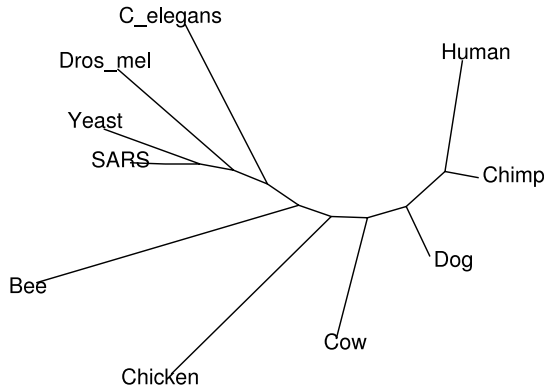 C_elegans
Human
Dros_mel
Yeast
SARS
Chimp
Dog
Bee
Cow
Chicken